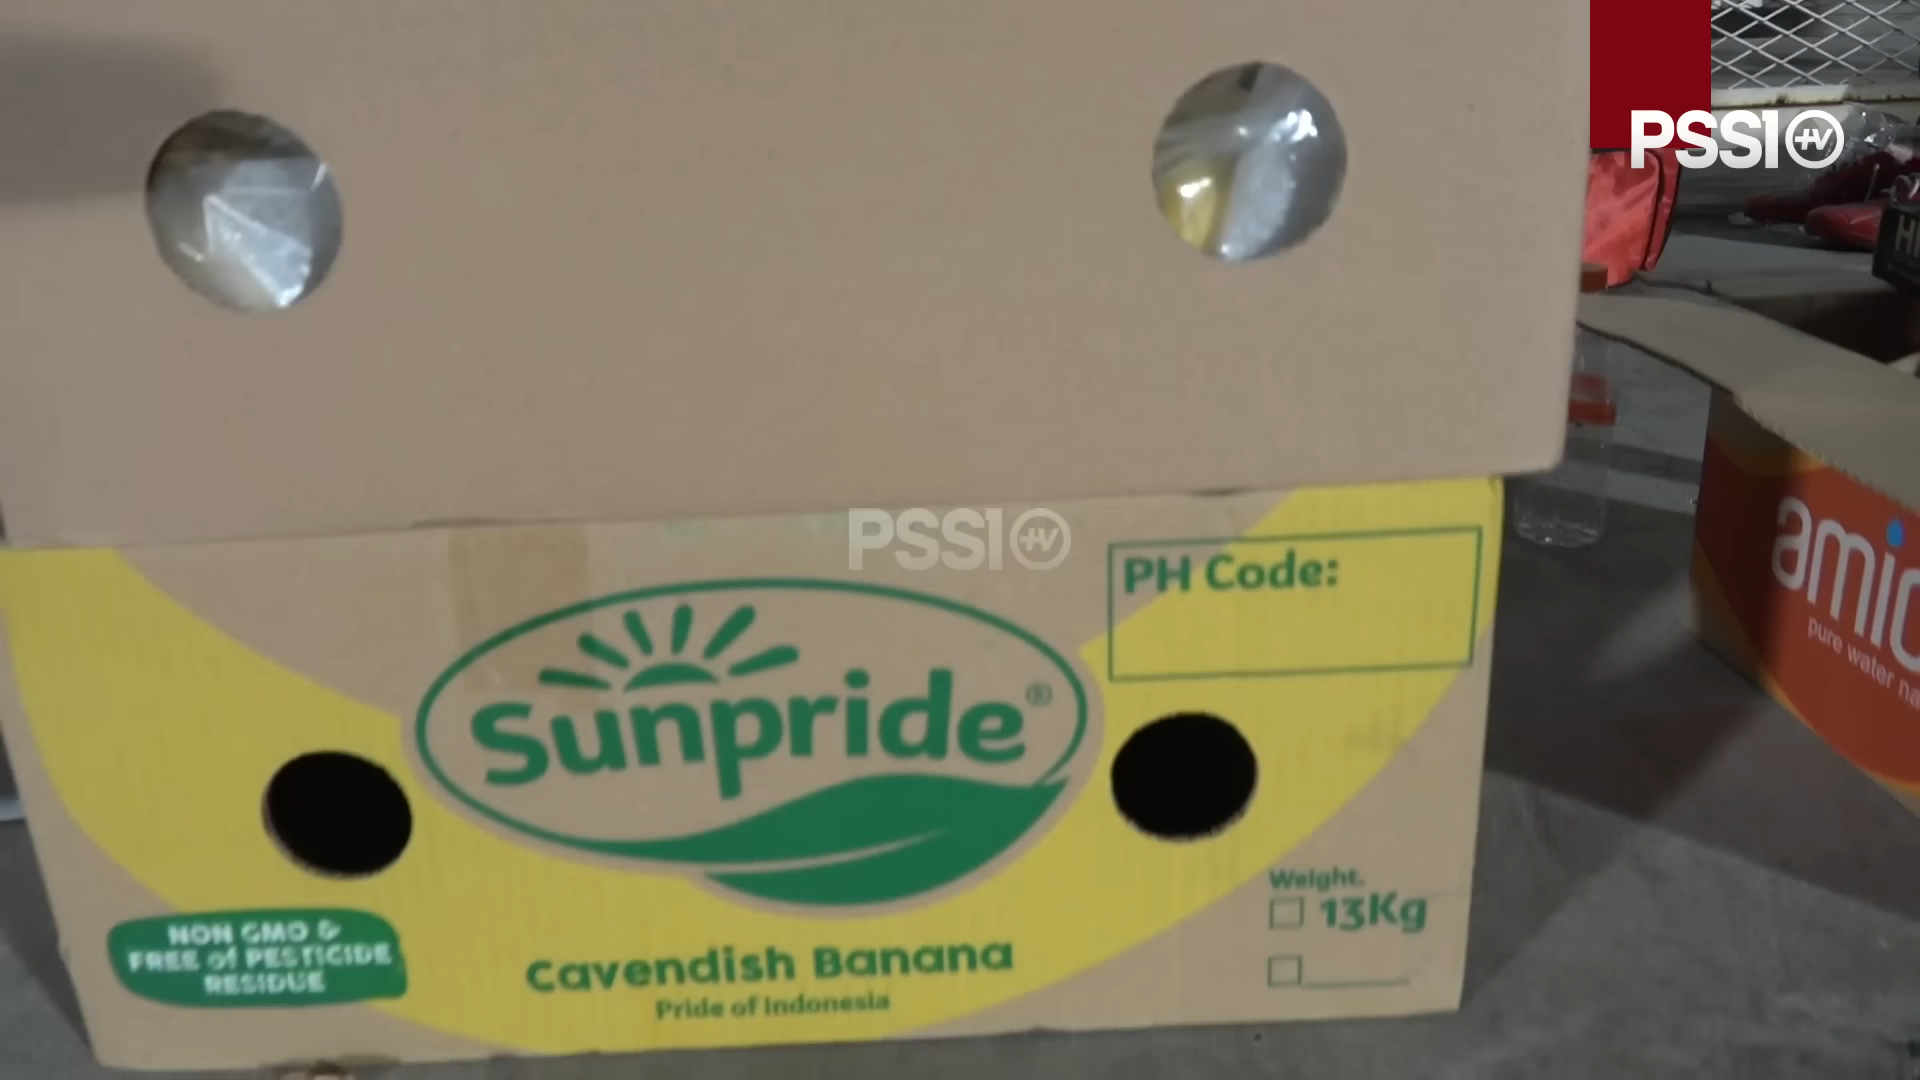 PSSI tv
PSSI tv
PH Code:
Sunpride®
Weight.
13Kg
NON GMO &
FREE of PESTICIDE
RESIDUE
Cavendish Banana
Pride of Indonesia
pure water